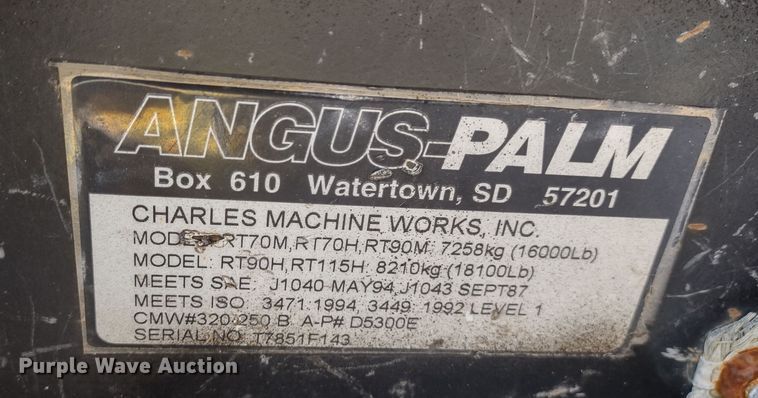 ANGUS-PALM
Box 610 Watertown, SD 57201
CHARLES MACHINE WORKS, INC.
MODEL: RT70M,RT70H,RT90M: 7258kg (16000Lb)
MODEL: RT90H,RT115H: 8210kg (18100Lb)
MEETS SAE: J1040 MAY94,J1043 SEPT87
MEETS ISO: 3471:1994, 3449: 1992 LEVEL 1
CMW#320-250 B A-P# D5300E
SERIAL NO. T7851F143
Purple Wave Auction